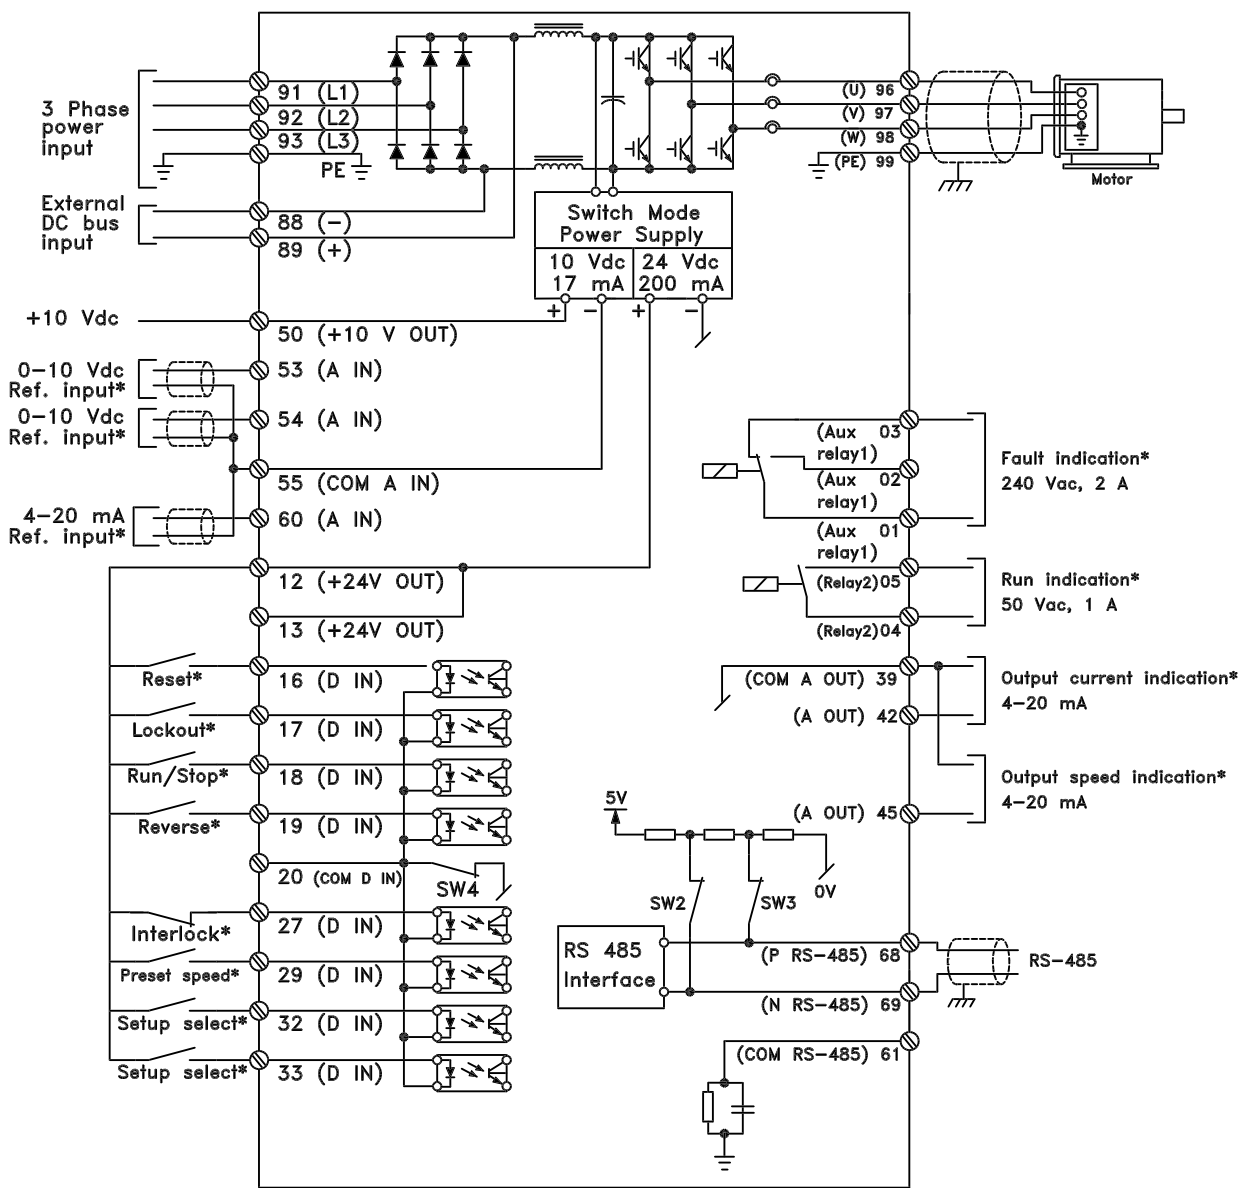 3 Phase
power
input
91 (L1)
92 (L2)
93 (L3)
PE
External
DC bus
input
88 (−)
89 (+)
Switch Mode
Power Supply
10 Vdc
17 mA
24 Vdc
200 mA
+ − + −
(U) 96
(V) 97
(W) 98
(PE) 99
Motor
+10 Vdc
50 (+10 V OUT)
0−10 Vdc
Ref. input*
53 (A IN)
0−10 Vdc
Ref. input*
54 (A IN)
55 (COM A IN)
4−20 mA
Ref. input*
60 (A IN)
12 (+24V OUT)
13 (+24V OUT)
Reset*
16 (D IN)
Lockout*
17 (D IN)
Run/Stop*
18 (D IN)
Reverse*
19 (D IN)
20 (COM D IN)
SW4
Interlock*
27 (D IN)
Preset speed*
29 (D IN)
Setup select*
32 (D IN)
Setup select*
33 (D IN)
(Aux 03
relay1)
(Aux 02
relay1)
(Aux 01
relay1)
Fault indication*
240 Vac, 2 A
(Relay2)05
(Relay2)04
Run indication*
50 Vac, 1 A
(COM A OUT) 39
(A OUT) 42
Output current indication*
4−20 mA
(A OUT) 45
Output speed indication*
4−20 mA
5V
0V
SW2
SW3
RS 485
Interface
(P RS−485) 68
(N RS−485) 69
RS−485
(COM RS−485) 61